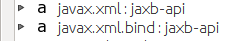 a javax.xml : jaxb-api
a javax.xml.bind : jaxb-api